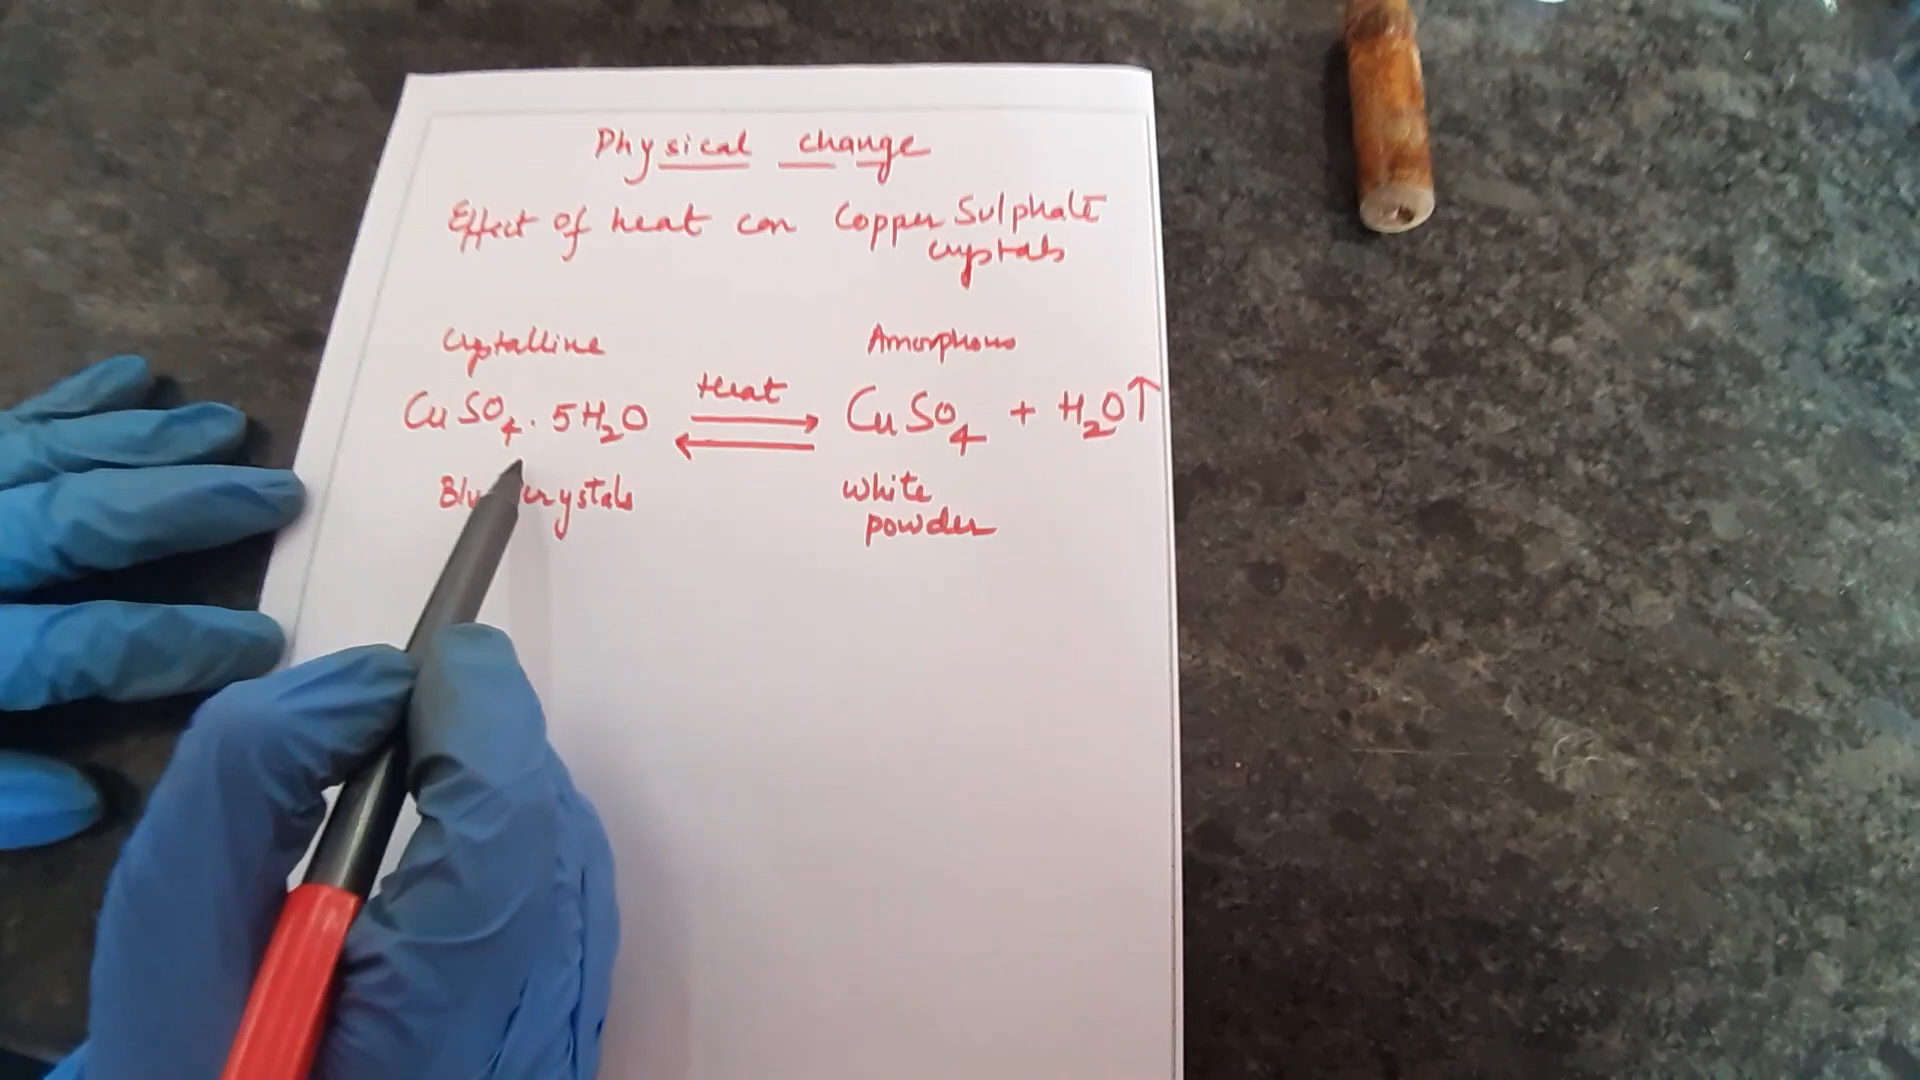 Physical change
Effect of heat on Copper Sulphate
crystals
Crystalline Amorphous
Heat
CuSO4 . 5H2O ⇌ CuSO4 + H2O↑
crystals White
powder